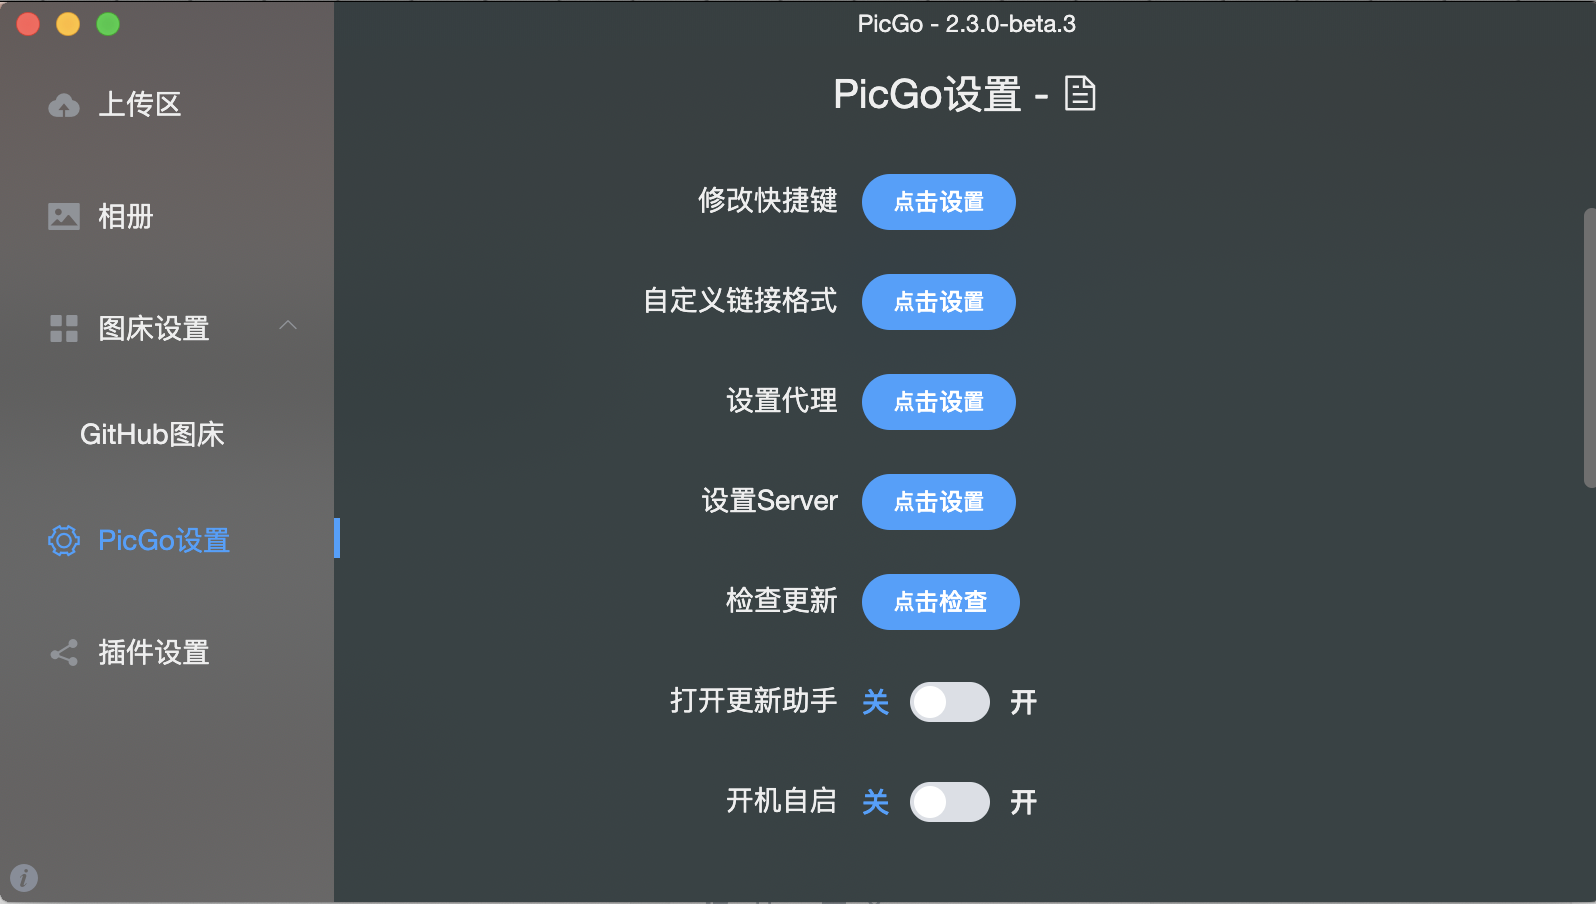 PicGo - 2.3.0-beta.3
上传区
相册
图床设置
GitHub图床
PicGo设置
插件设置
PicGo设置 -
修改快捷键 点击设置
自定义链接格式 点击设置
设置代理 点击设置
设置Server 点击设置
检查更新 点击检查
打开更新助手 关 开
开机自启 关 开